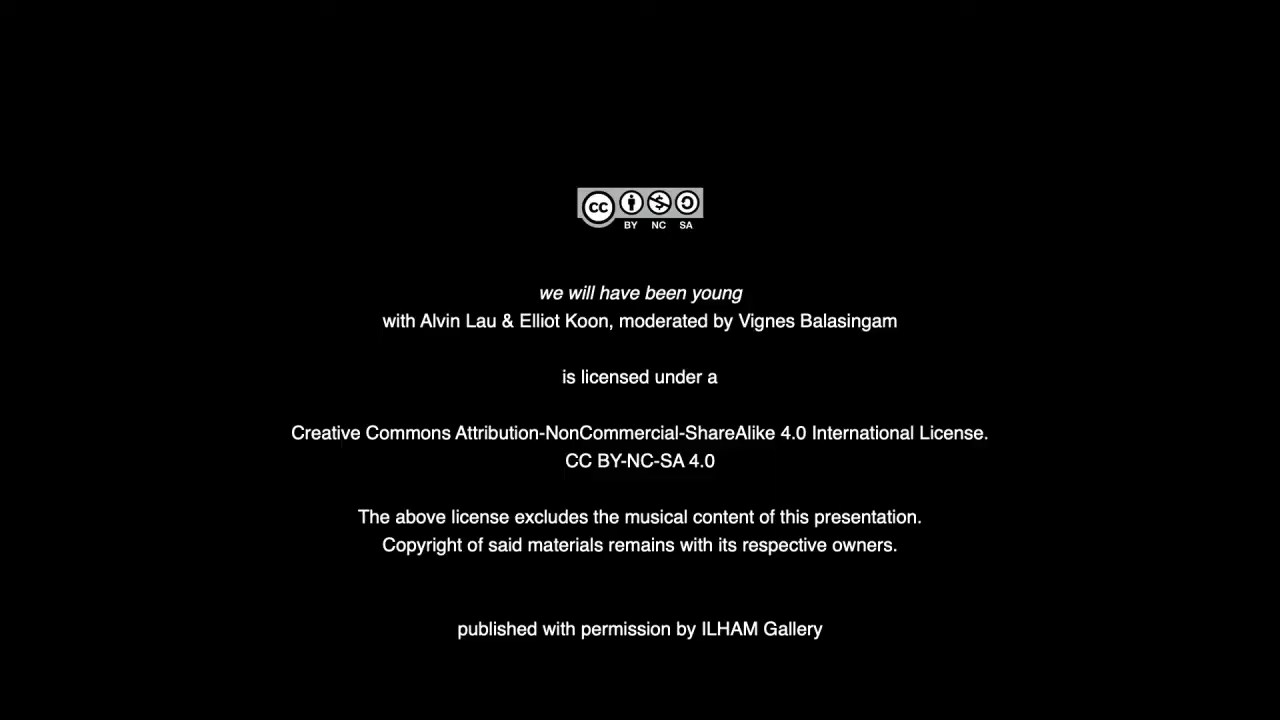 cc
BY NC SA
we will have been young
with Alvin Lau & Elliot Koon, moderated by Vignes Balasingam
is licensed under a
Creative Commons Attribution-NonCommercial-ShareAlike 4.0 International License.
CC BY-NC-SA 4.0
The above license excludes the musical content of this presentation.
Copyright of said materials remains with its respective owners.
published with permission by ILHAM Gallery